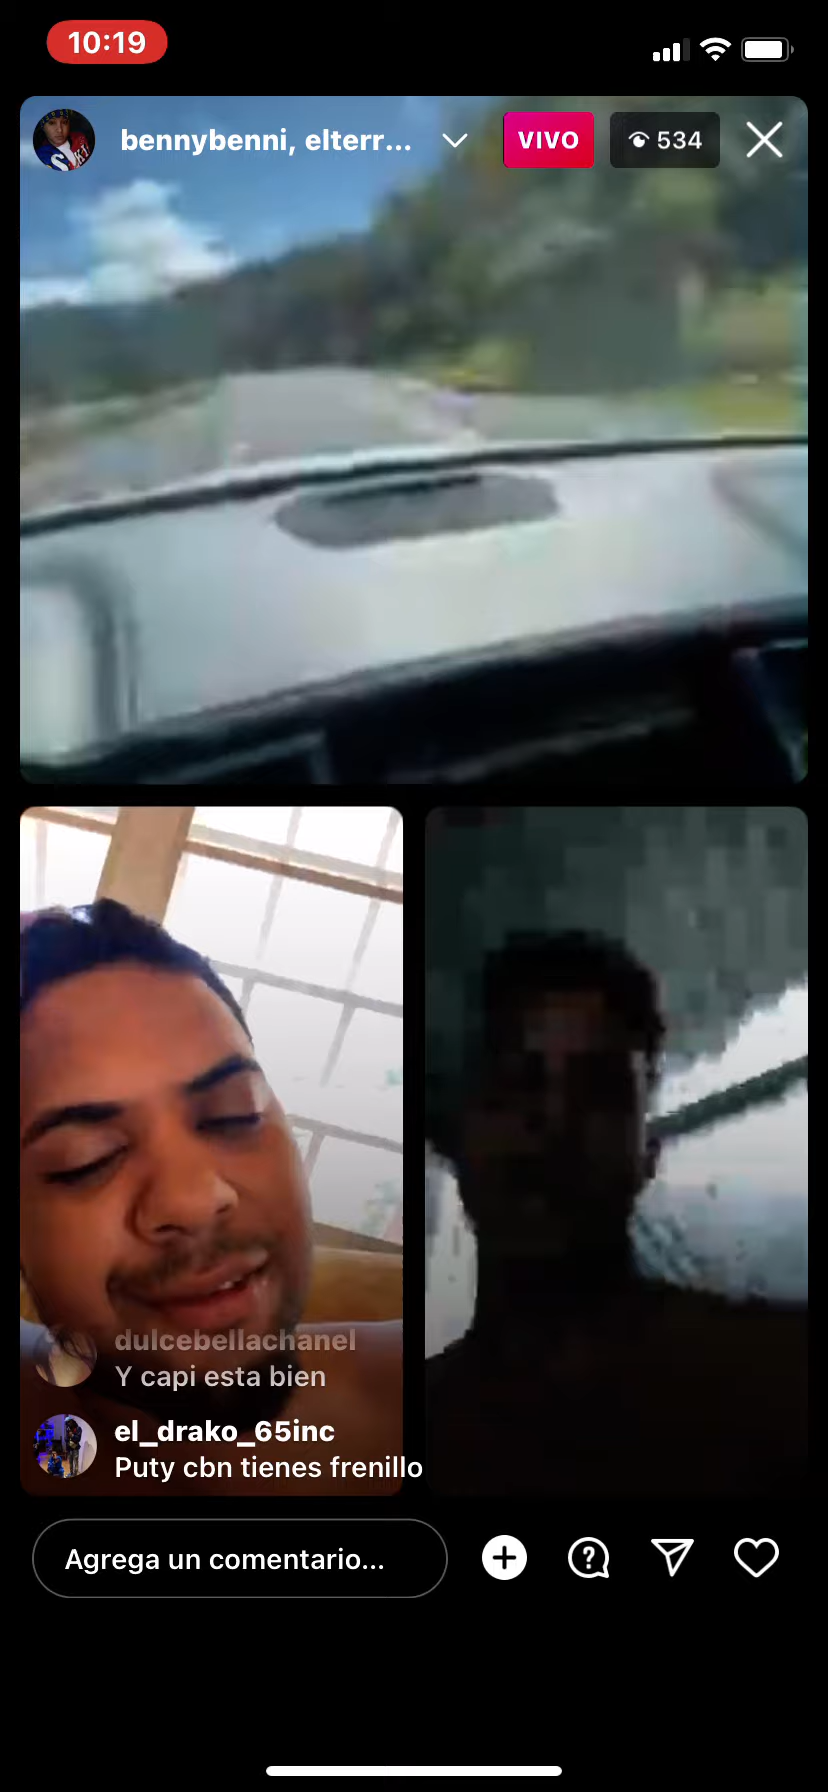 10:19
bennybenni, elterr...
VIVO
534
dulcebellachanel
Y capi esta bien
el_drako_65inc
Puty cbn tienes frenillo
Agrega un comentario...